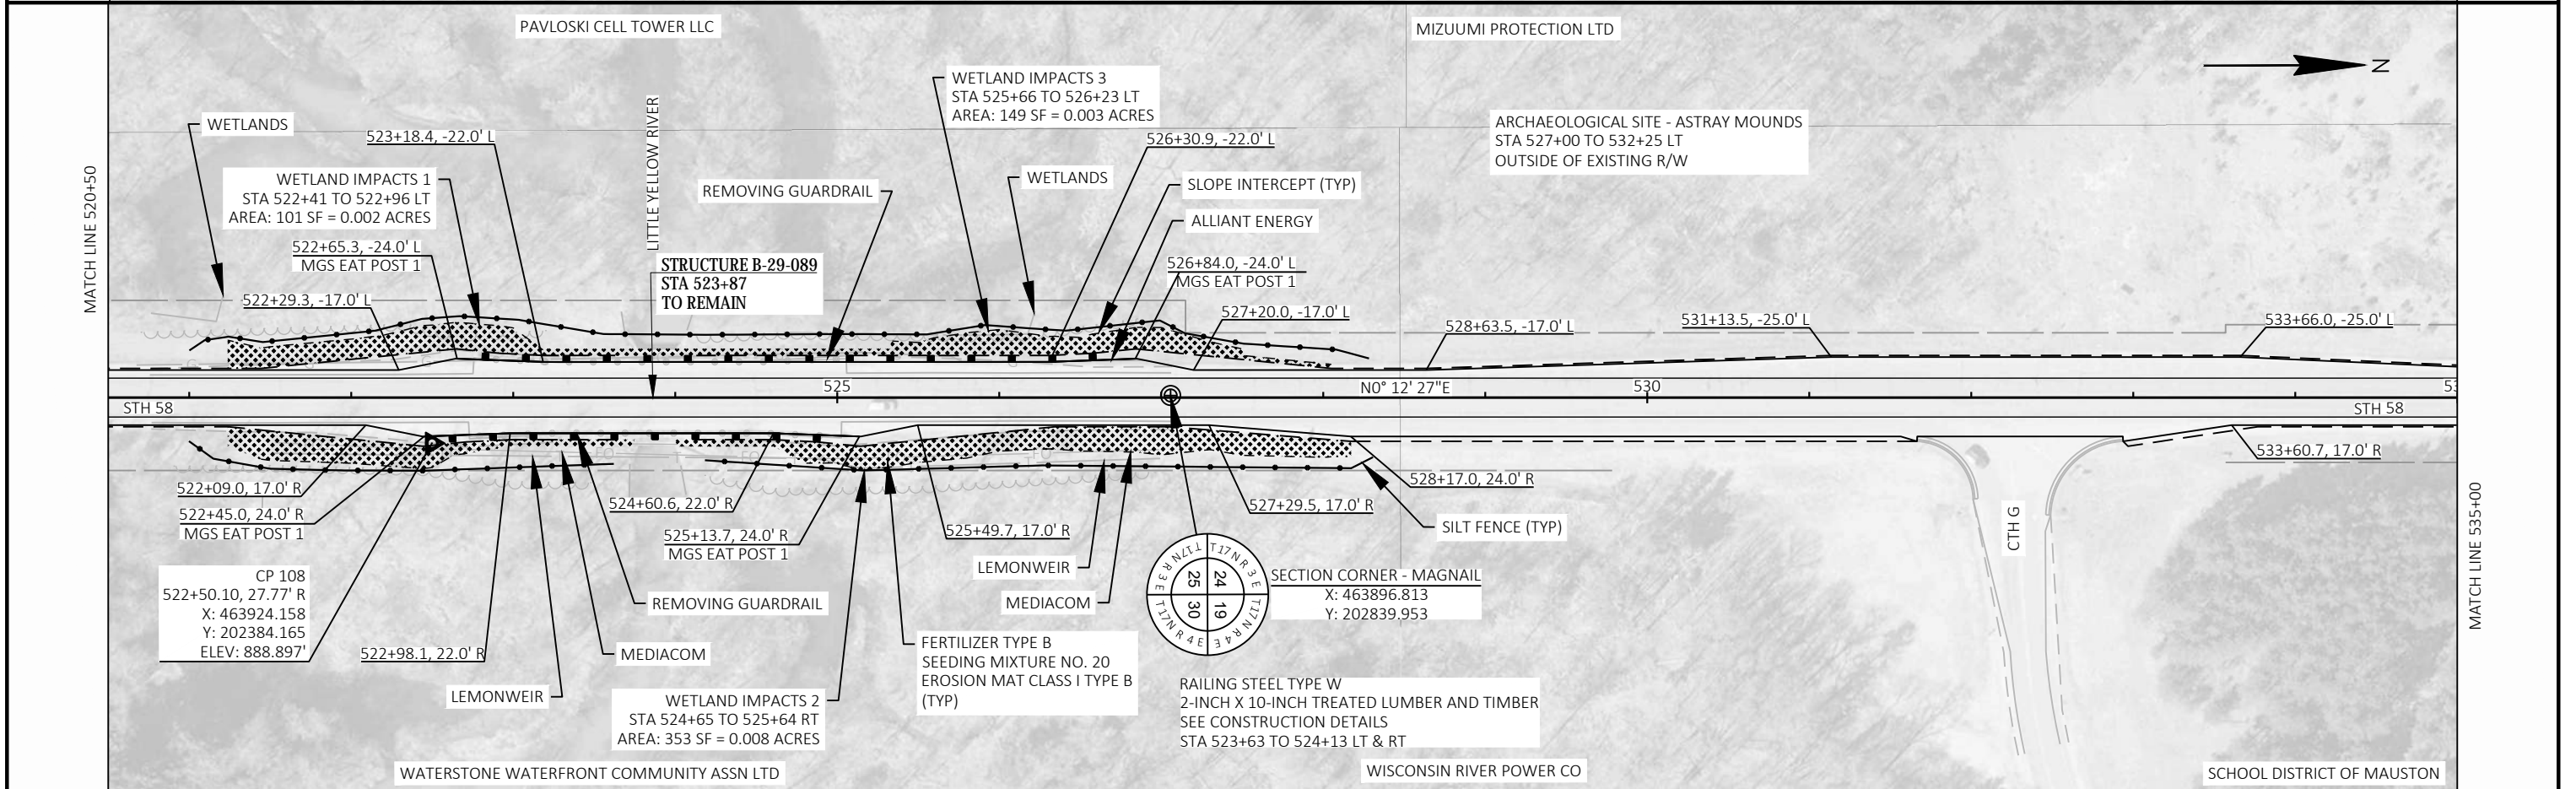 PAVLOSKI CELL TOWER LLC
MIZUUMI PROTECTION LTD
N
WETLANDS
523+18.4, -22.0' L
WETLAND IMPACTS 1
STA 522+41 TO 522+96 LT
AREA: 101 SF = 0.002 ACRES
522+65.3, -24.0' L
MGS EAT POST 1
522+29.3, -17.0' L
MATCH LINE 520+50
LITTLE YELLOW RIVER
STRUCTURE B-29-089
STA 523+87
TO REMAIN
REMOVING GUARDRAIL
WETLAND IMPACTS 3
STA 525+66 TO 526+23 LT
AREA: 149 SF = 0.003 ACRES
WETLANDS
526+30.9, -22.0' L
SLOPE INTERCEPT (TYP)
ALLIANT ENERGY
526+84.0, -24.0' L
MGS EAT POST 1
527+20.0, -17.0' L
ARCHAEOLOGICAL SITE - ASTRAY MOUNDS
STA 527+00 TO 532+25 LT
OUTSIDE OF EXISTING R/W
528+63.5, -17.0' L
531+13.5, -25.0' L
533+66.0, -25.0' L
525
N0° 12' 27"E
530
53
STH 58
STH 58
522+09.0, 17.0' R
522+45.0, 24.0' R
MGS EAT POST 1
CP 108
522+50.10, 27.77' R
X: 463924.158
Y: 202384.165
ELEV: 888.897'
522+98.1, 22.0' R
LEMONWEIR
MEDIACOM
REMOVING GUARDRAIL
524+60.6, 22.0' R
525+13.7, 24.0' R
MGS EAT POST 1
WETLAND IMPACTS 2
STA 524+65 TO 525+64 RT
AREA: 353 SF = 0.008 ACRES
FERTILIZER TYPE B
SEEDING MIXTURE NO. 20
EROSION MAT CLASS I TYPE B
(TYP)
525+49.7, 17.0' R
LEMONWEIR
MEDIACOM
T17N R3E
T17N R3E
T17N R4E
T17N R4E
25 24
30 19
SECTION CORNER - MAGNAIL
X: 463896.813
Y: 202839.953
527+29.5, 17.0' R
528+17.0, 24.0' R
SILT FENCE (TYP)
RAILING STEEL TYPE W
2-INCH X 10-INCH TREATED LUMBER AND TIMBER
SEE CONSTRUCTION DETAILS
STA 523+63 TO 524+13 LT & RT
CTH G
533+60.7, 17.0' R
MATCH LINE 535+00
WATERSTONE WATERFRONT COMMUNITY ASSN LTD
WISCONSIN RIVER POWER CO
SCHOOL DISTRICT OF MAUSTON